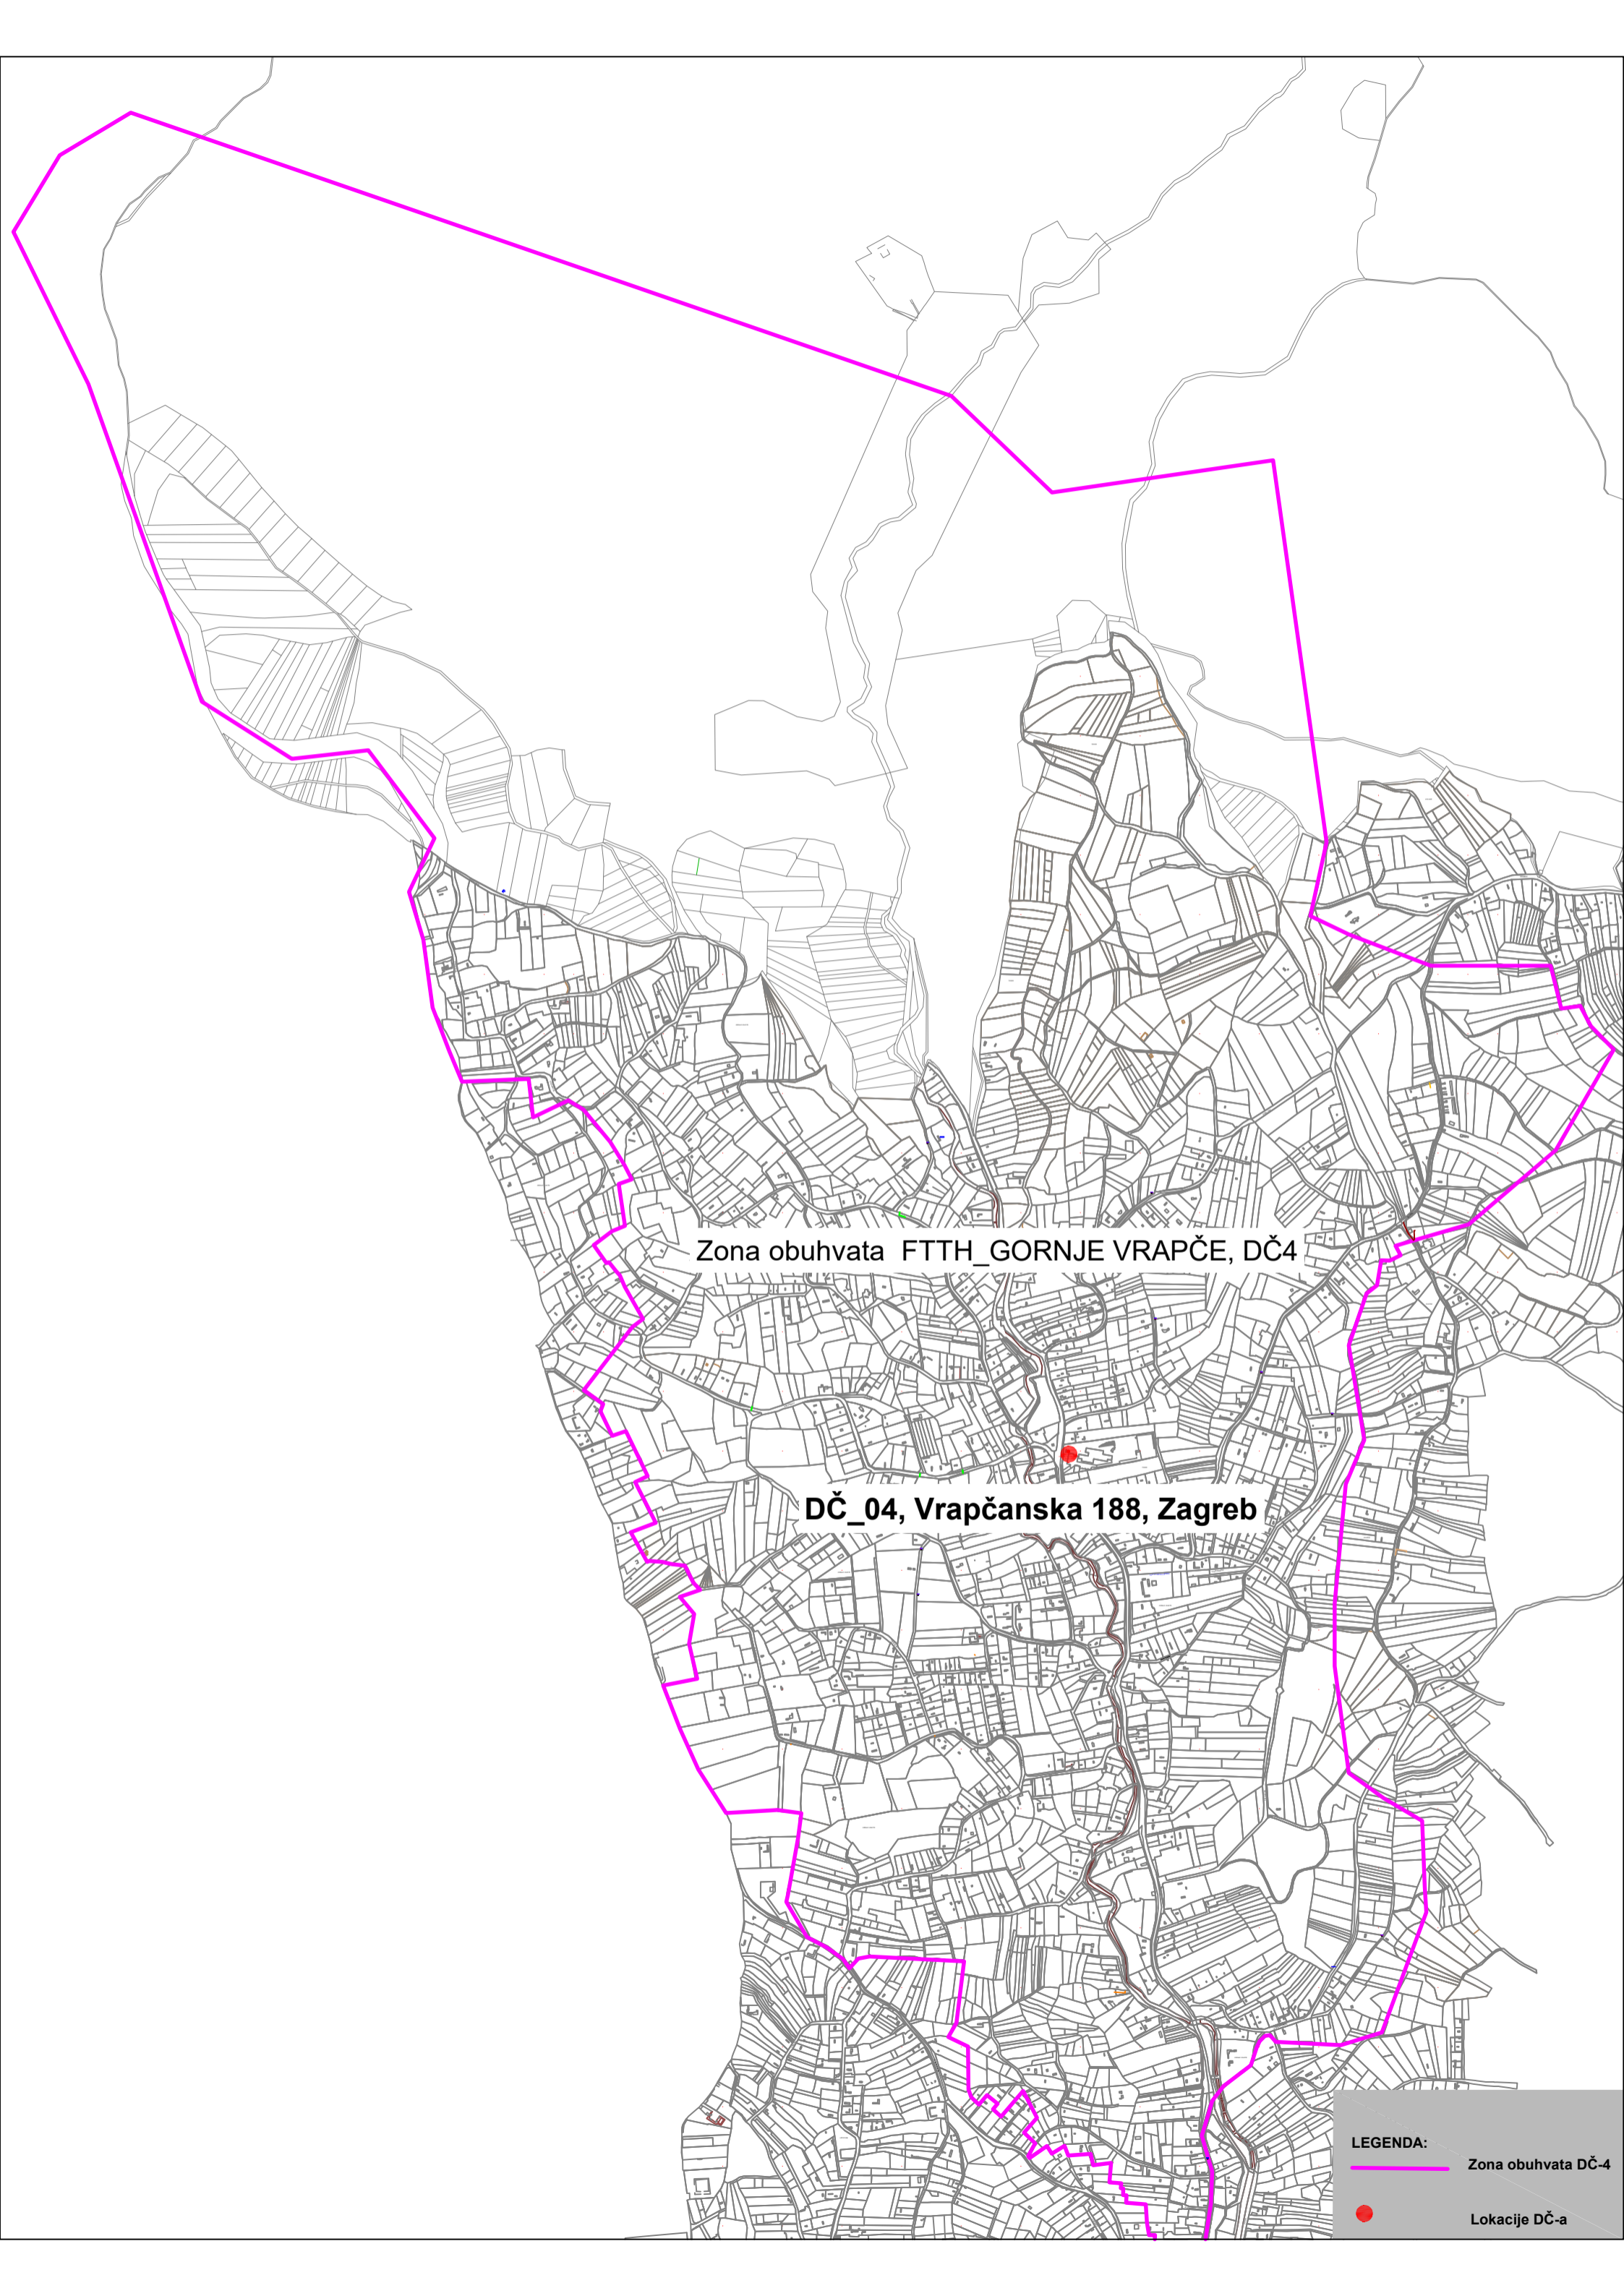 Zona obuhvata FTTH_GORNJE VRAPČE, DČ4
DČ_04, Vrapčanska 188, Zagreb
LEGENDA:
Zona obuhvata DČ-4
Lokacije DČ-a